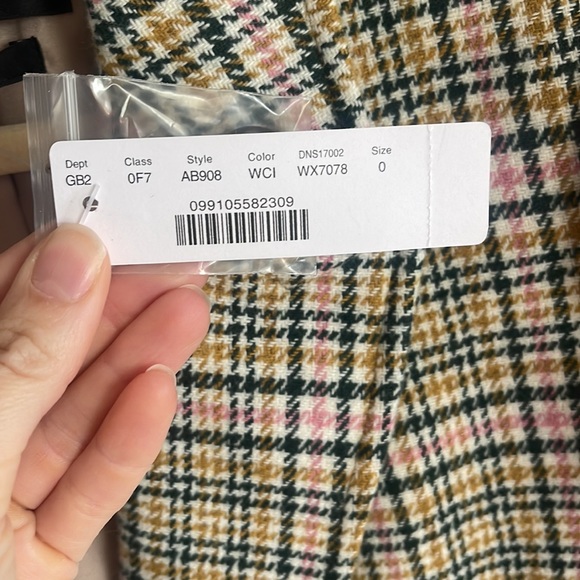 Dept Class Style Color DNS17002 Size
GB2 0F7 AB908 WCI WX7078 0
099105582309